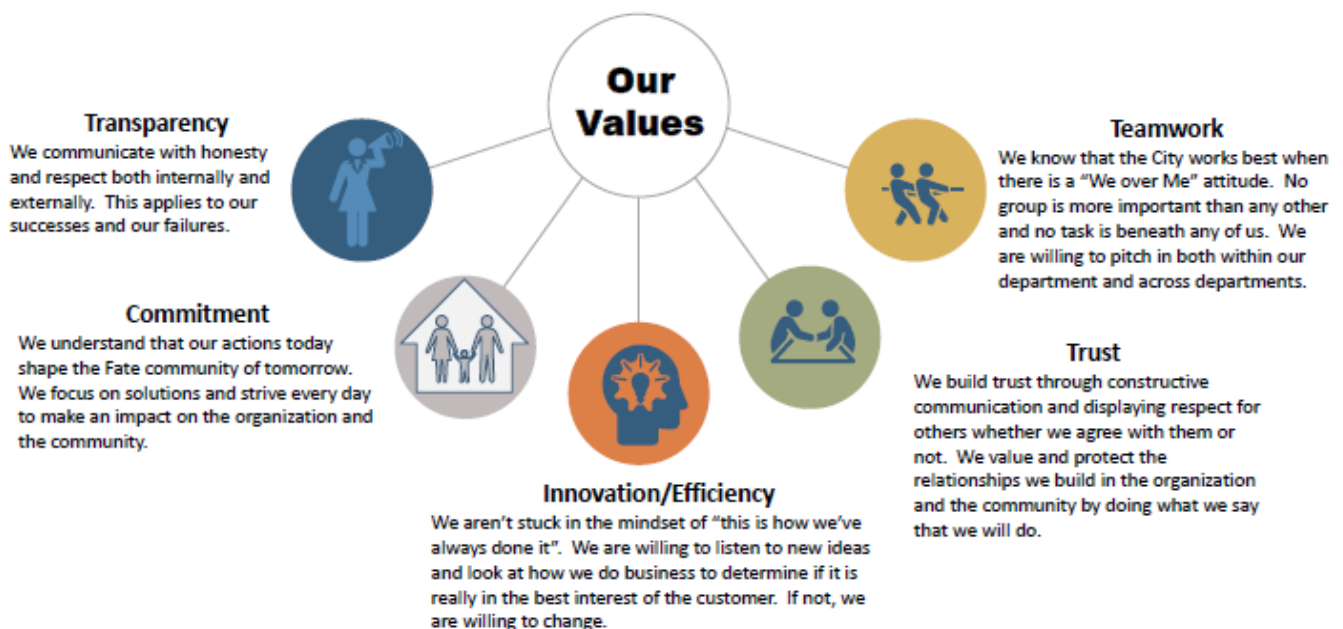 Our
Values
Transparency
We communicate with honesty
and respect both internally and
externally.  This applies to our
successes and our failures.
Commitment
We understand that our actions today
shape the Fate community of tomorrow.
We focus on solutions and strive every day
to make an impact on the organization and
the community.
Innovation/Efficiency
We aren't stuck in the mindset of “this is how we've
always done it”.  We are willing to listen to new ideas
and look at how we do business to determine if it is
really in the best interest of the customer.  If not, we
are willing to change.
Trust
We build trust through constructive
communication and displaying respect for
others whether we agree with them or
not.  We value and protect the
relationships we build in the organization
and the community by doing what we say
that we will do.
Teamwork
We know that the City works best when
there is a “We over Me” attitude.  No
group is more important than any other
and no task is beneath any of us.  We
are willing to pitch in both within our
department and across departments.